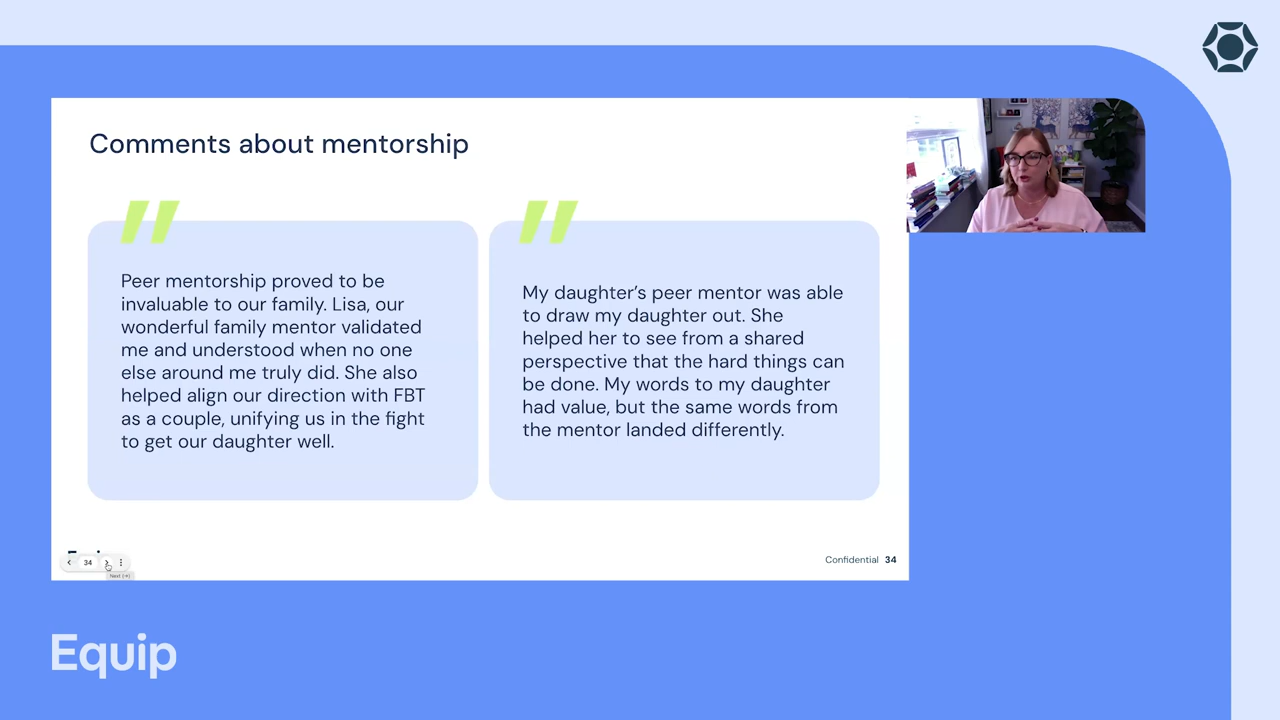 Comments about mentorship
Peer mentorship proved to be
invaluable to our family. Lisa, our
wonderful family mentor validated
me and understood when no one
else around me truly did. She also
helped align our direction with FBT
as a couple, unifying us in the fight
to get our daughter well.
My daughter’s peer mentor was able
to draw my daughter out. She
helped her to see from a shared
perspective that the hard things can
be done. My words to my daughter
had value, but the same words from
the mentor landed differently.
34
Confidential 34
Equip